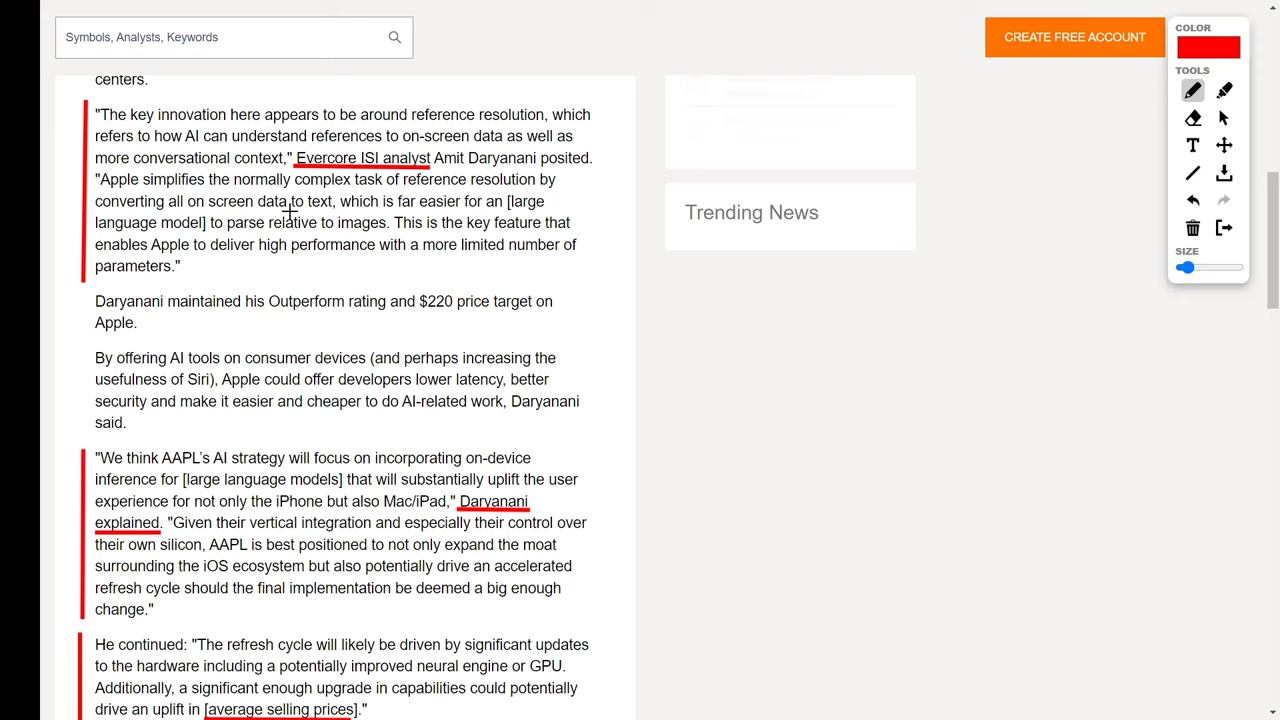 Symbols, Analysts, Keywords
CREATE FREE ACCOUNT
COLOR
TOOLS
SIZE
centers.
"The key innovation here appears to be around reference resolution, which
refers to how AI can understand references to on-screen data as well as
more conversational context," Evercore ISI analyst Amit Daryanani posited.
"Apple simplifies the normally complex task of reference resolution by
converting all on screen data to text, which is far easier for an [large
language model] to parse relative to images. This is the key feature that
enables Apple to deliver high performance with a more limited number of
parameters."
Daryanani maintained his Outperform rating and $220 price target on
Apple.
By offering AI tools on consumer devices (and perhaps increasing the
usefulness of Siri), Apple could offer developers lower latency, better
security and make it easier and cheaper to do AI-related work, Daryanani
said.
"We think AAPL's AI strategy will focus on incorporating on-device
inference for [large language models] that will substantially uplift the user
experience for not only the iPhone but also Mac/iPad," Daryanani
explained. "Given their vertical integration and especially their control over
their own silicon, AAPL is best positioned to not only expand the moat
surrounding the iOS ecosystem but also potentially drive an accelerated
refresh cycle should the final implementation be deemed a big enough
change."
He continued: "The refresh cycle will likely be driven by significant updates
to the hardware including a potentially improved neural engine or GPU.
Additionally, a significant enough upgrade in capabilities could potentially
drive an uplift in [average selling prices]."
Trending News